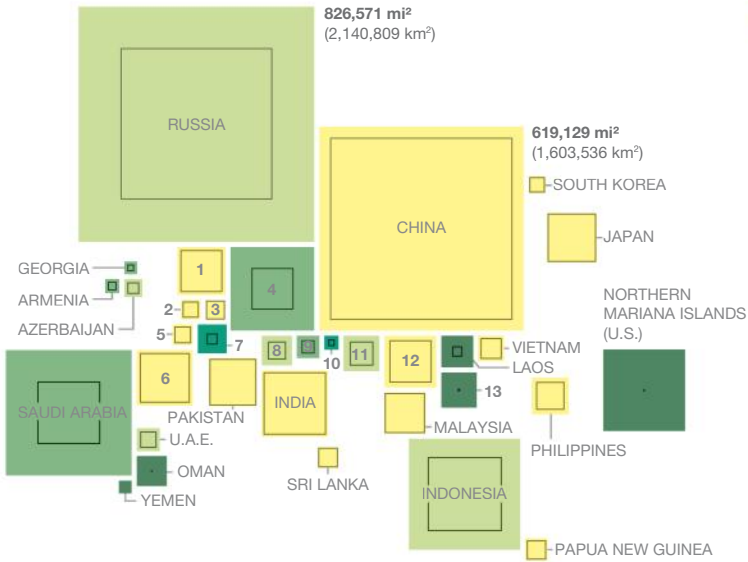 826,571 mi²
(2,140,809 km²)
RUSSIA
619,129 mi²
(1,603,536 km²)
SOUTH KOREA
CHINA
JAPAN
GEORGIA
1
4
ARMENIA
NORTHERN
MARIANA ISLANDS
(U.S.)
2
3
AZERBAIJAN
5
7
8
9
10
11
12
VIETNAM
LAOS
6
13
SAUDI ARABIA
PAKISTAN
INDIA
MALAYSIA
PHILIPPINES
U.A.E.
OMAN
SRI LANKA
YEMEN
INDONESIA
PAPUA NEW GUINEA